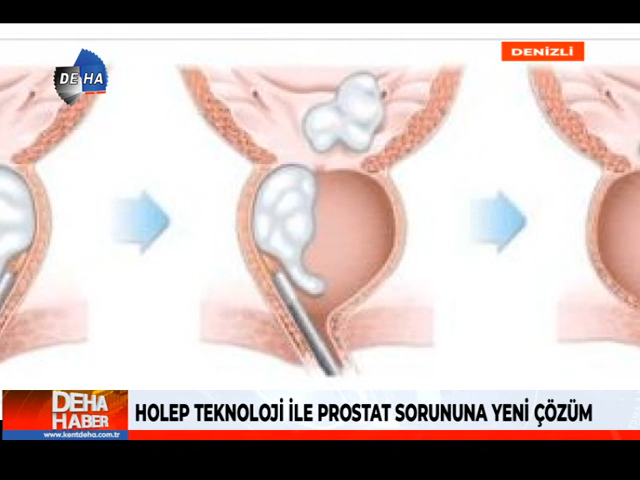 DENİZLİ
DEHA
DEHA
HABER
www.kentdeha.com.tr
HOLEP TEKNOLOJİ İLE PROSTAT SORUNUNA YENİ ÇÖZÜM